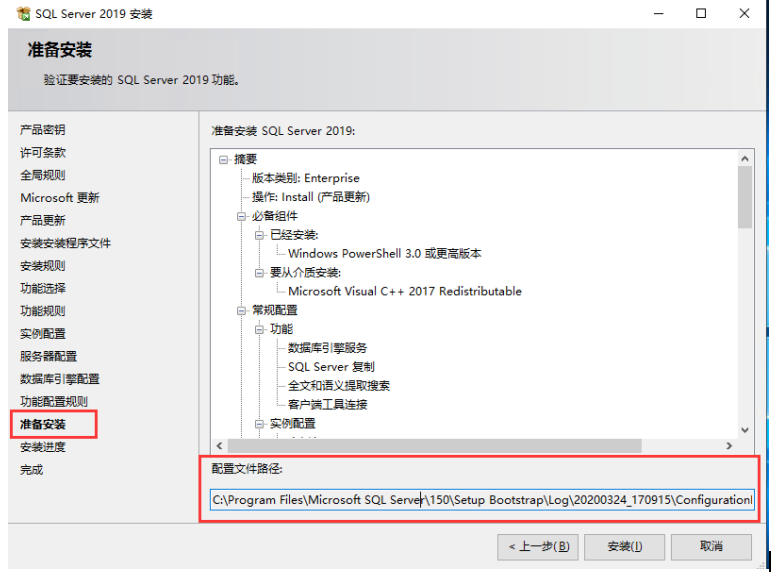 SQL Server 2019 安装
准备安装
验证要安装的 SQL Server 2019 功能。
产品密钥
许可条款
全局规则
Microsoft 更新
产品更新
安装安装程序文件
安装规则
功能选择
功能规则
实例配置
服务器配置
数据库引擎配置
功能配置规则
准备安装
安装进度
完成
准备安装 SQL Server 2019:
摘要
版本类别: Enterprise
操作: Install (产品更新)
必备组件
已经安装:
Windows PowerShell 3.0 或更高版本
要从介质安装:
Microsoft Visual C++ 2017 Redistributable
常规配置
功能
数据库引擎服务
SQL Server 复制
全文和语义提取搜索
客户端工具连接
实例配置
配置文件路径:
C:\Program Files\Microsoft SQL Server\150\Setup Bootstrap\Log\20200324_170915\Configuration
< 上一步(B)
安装(I)
取消